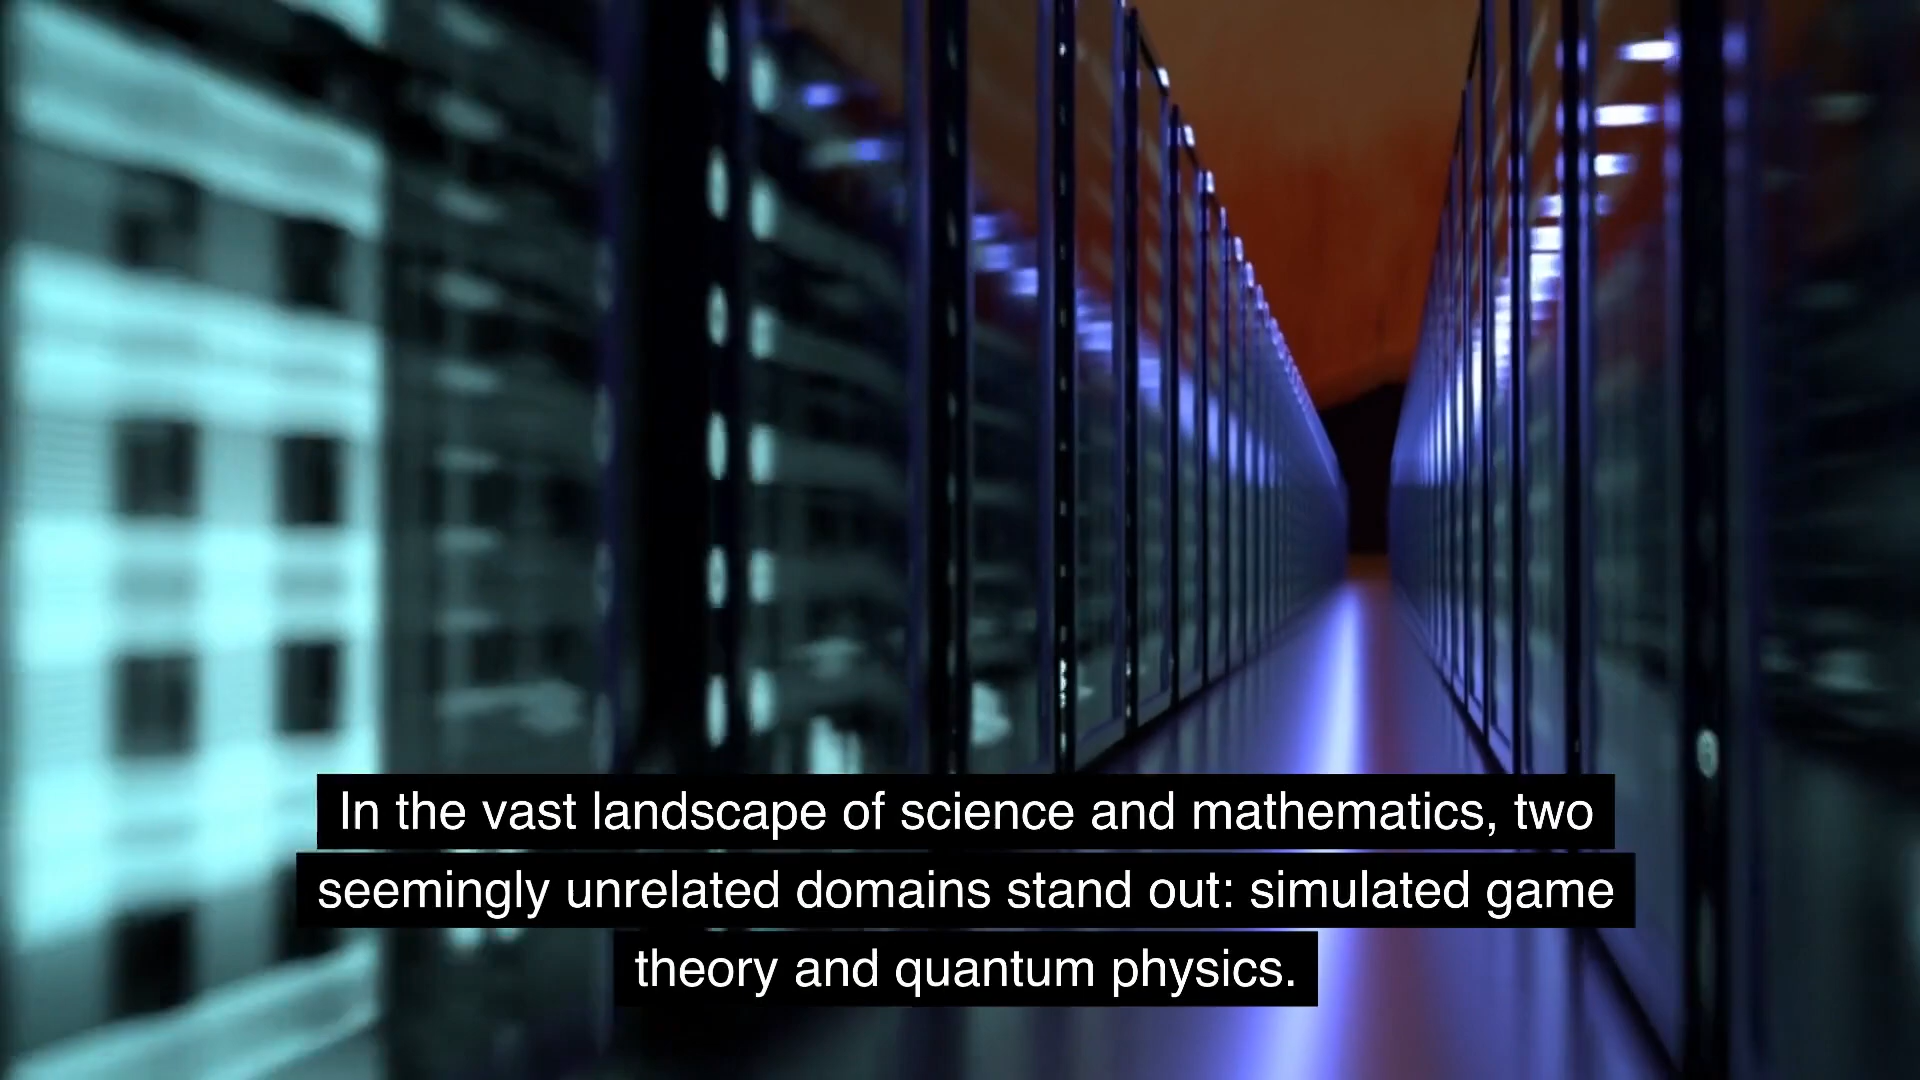 In the vast landscape of science and mathematics, two
seemingly unrelated domains stand out: simulated game
theory and quantum physics.